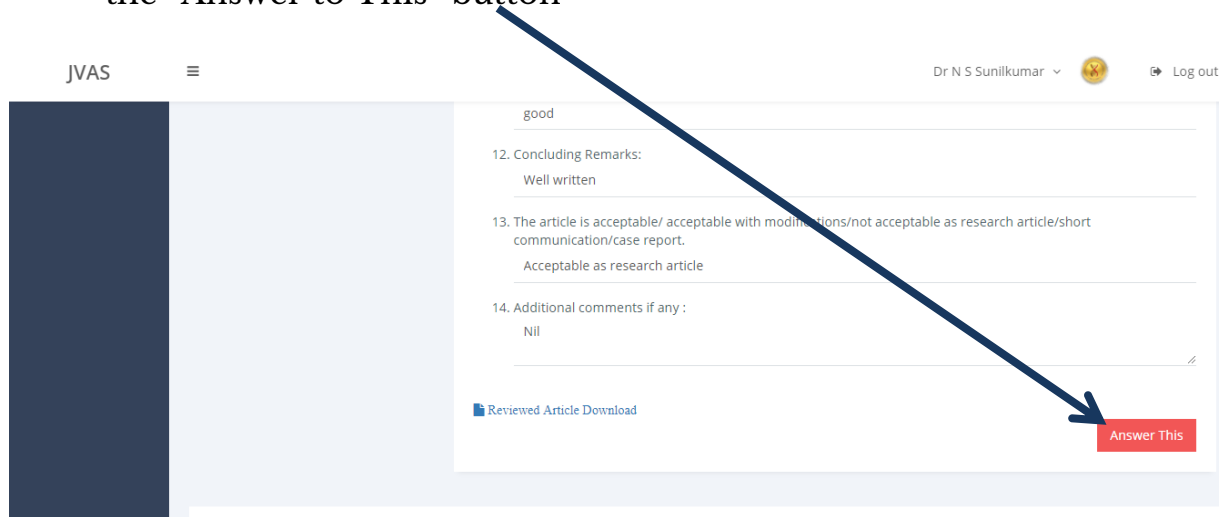 the "Answer to This" button
JVAS
Dr N S Sunilkumar
Log out
good
12. Concluding Remarks:
Well written
13. The article is acceptable/ acceptable with modifications/not acceptable as research article/short
communication/case report.
Acceptable as research article
14. Additional comments if any :
Nil
Reviewed Article Download
Answer This